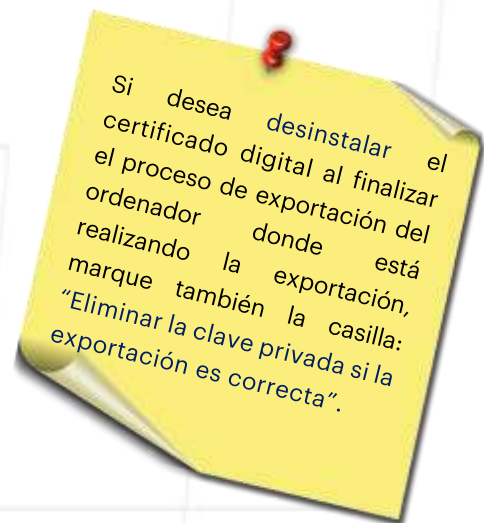 Si desea desinstalar el
certificado digital al finalizar
el proceso de exportación del
ordenador donde está
realizando la exportación,
marque también la casilla:
“Eliminar la clave privada si la
exportación es correcta”.